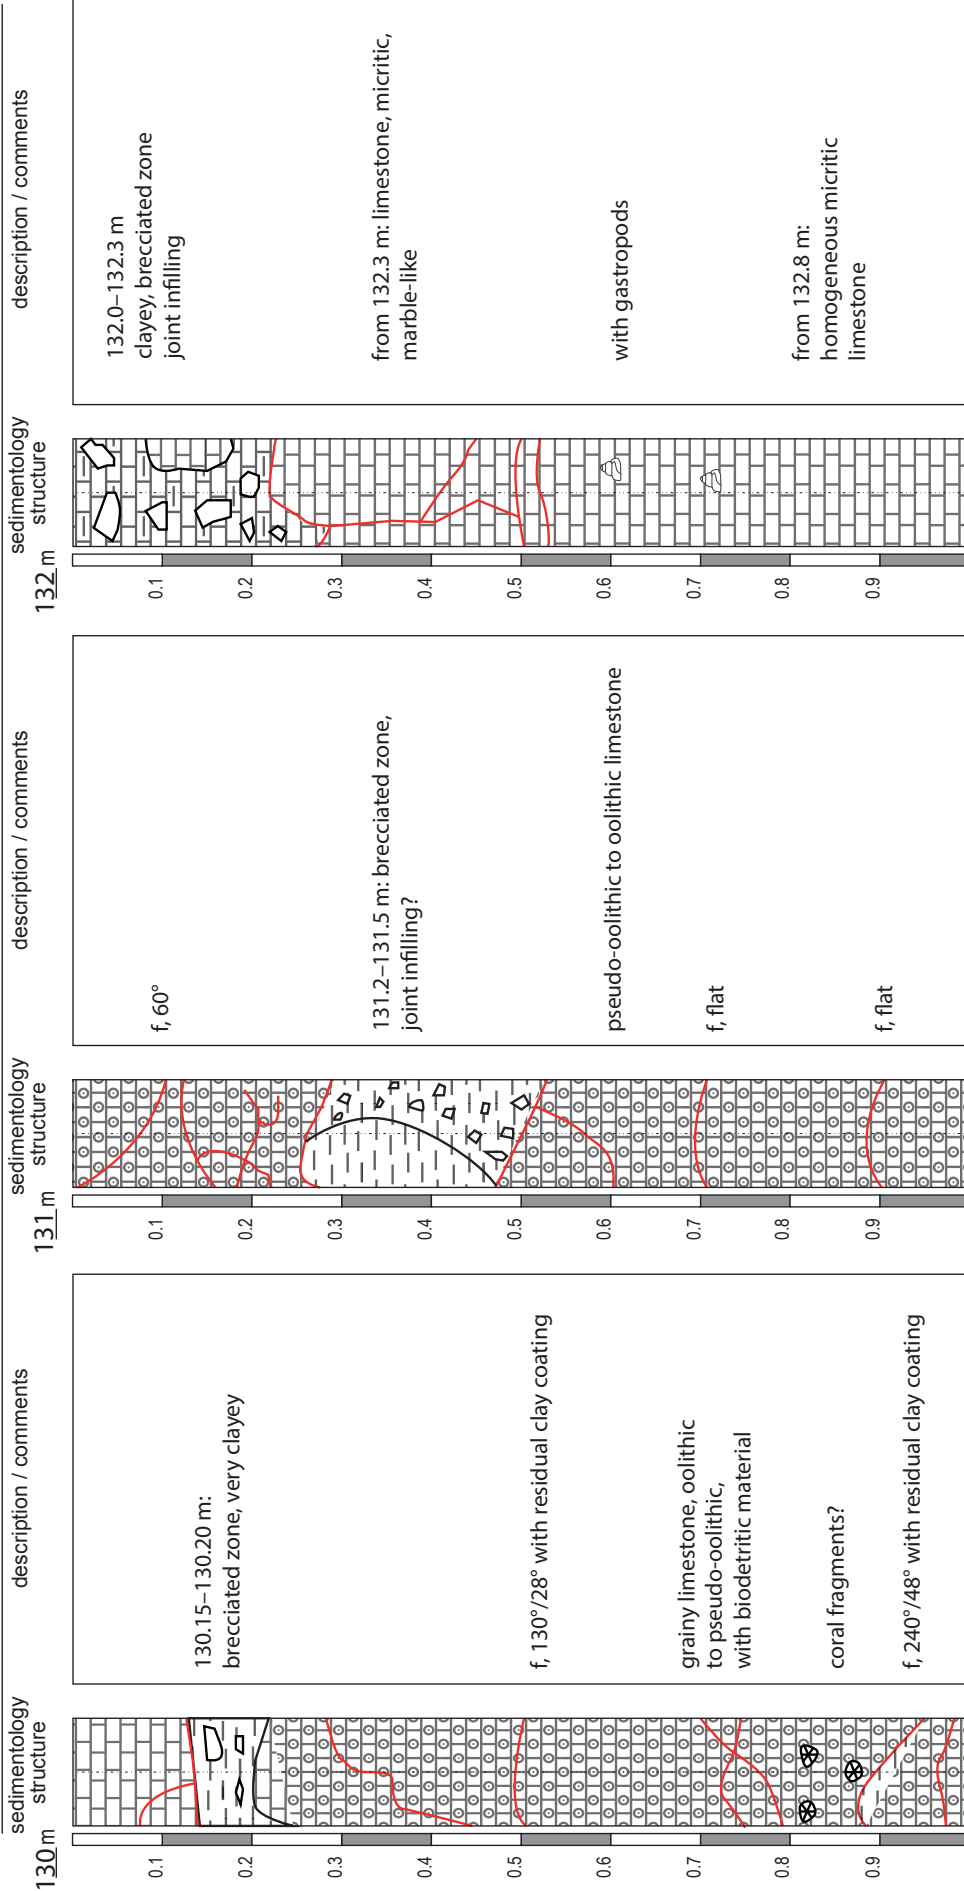 130 m
sedimentology
structure
description / comments
0.1
0.2
0.3
0.4
0.5
0.6
0.7
0.8
0.9
130.15–130.20 m:
brecciated zone, very clayey
f, 130°/28° with residual clay coating
grainy limestone, oolithic
to pseudo-oolithic,
with biodetritic material
coral fragments?
f, 240°/48° with residual clay coating
131 m
sedimentology
structure
description / comments
0.1
0.2
0.3
0.4
0.5
0.6
0.7
0.8
0.9
f, 60°
131.2–131.5 m: brecciated zone,
joint infilling?
pseudo-oolithic to oolithic limestone
f, flat
f, flat
132 m
sedimentology
structure
description / comments
0.1
0.2
0.3
0.4
0.5
0.6
0.7
0.8
0.9
132.0–132.3 m
clayey, brecciated zone
joint infilling
from 132.3 m: limestone, micritic,
marble-like
with gastropods
from 132.8 m:
homogeneous micritic
limestone